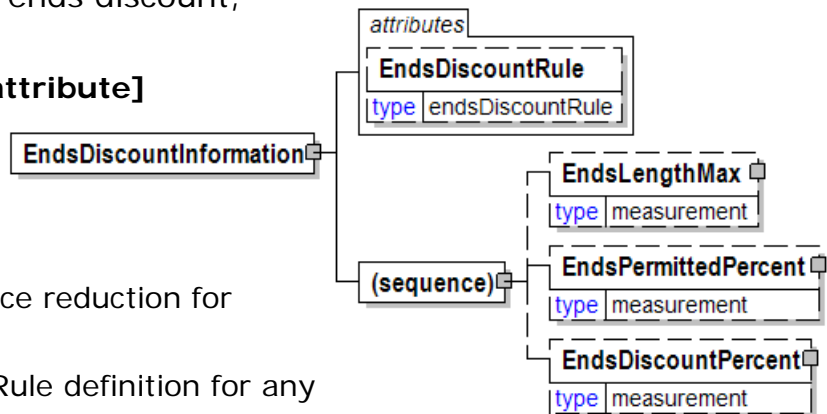 ends discount;
attributes
EndsDiscountRule
type endsDiscountRule
attribute]
EndsDiscountInformation
EndsLengthMax
type measurement
(sequence)
EndsPermittedPercent
type measurement
ce reduction for
EndsDiscountPercent
type measurement
Rule definition for any